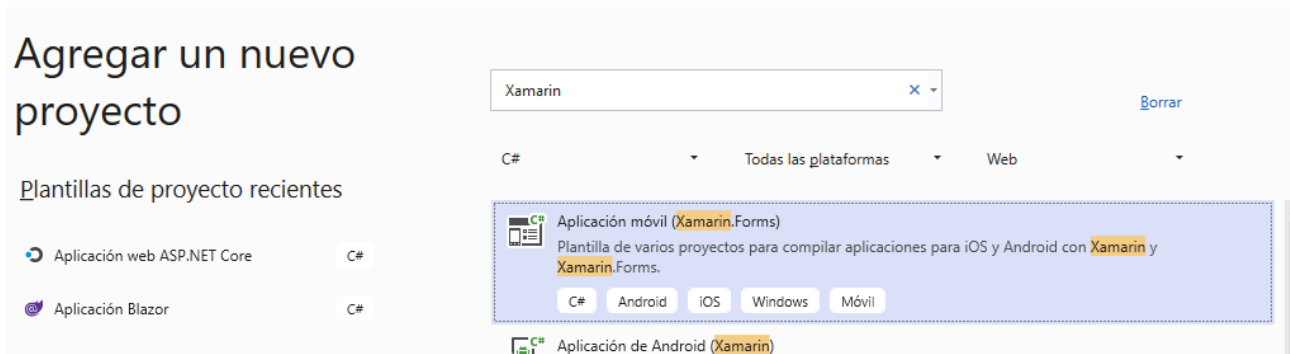 Agregar un nuevo
proyecto
Plantillas de proyecto recientes
Aplicación web ASP.NET Core C#
Aplicación Blazor C#
Xamarin
Borrar
C# Todas las plataformas Web
Aplicación móvil (Xamarin.Forms)
Plantilla de varios proyectos para compilar aplicaciones para iOS y Android con Xamarin y
Xamarin.Forms.
C# Android iOS Windows Móvil
Aplicación de Android (Xamarin)